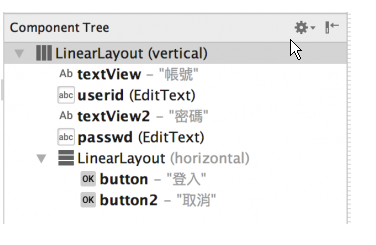 Component Tree
LinearLayout (vertical)
Ab textView – "帳號"
abc userid (EditText)
Ab textView2 – "密碼"
abc passwd (EditText)
LinearLayout (horizontal)
OK button – "登入"
OK button2 – "取消"